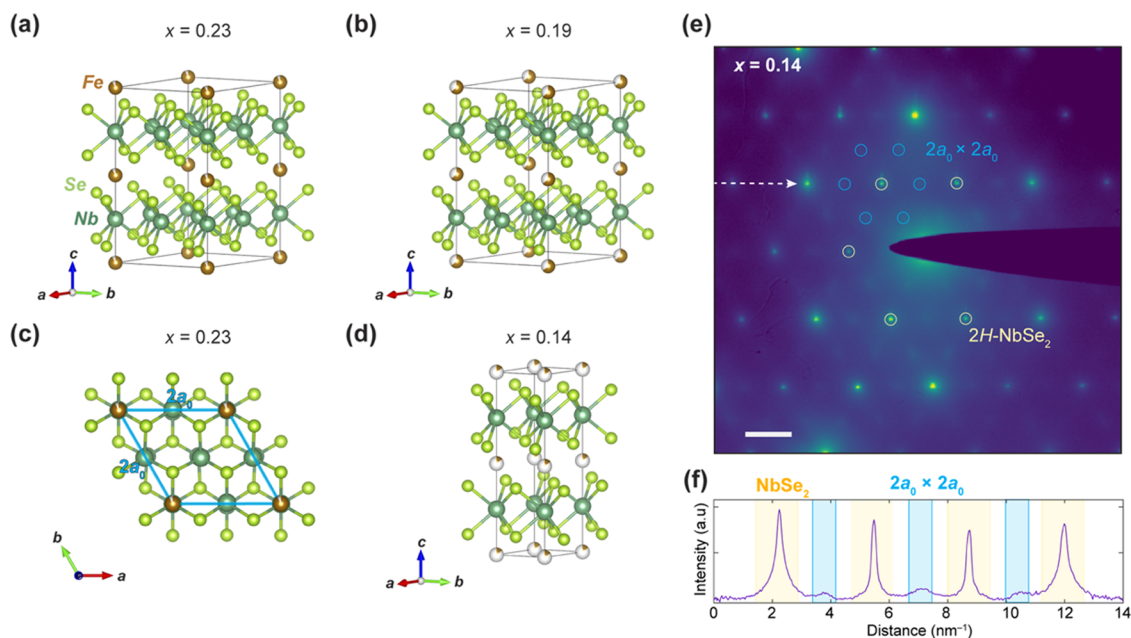 (a)
x = 0.23
Fe
Se
Nb
c
a
b
(b)
x = 0.19
c
a
b
(c)
x = 0.23
2a0
2a0
b
a
(d)
x = 0.14
c
a
b
(e)
x = 0.14
2a₀ × 2a₀
2H-NbSe₂
(f)
NbSe₂
2a₀ × 2a₀
Intensity (a.u)
0
2
4
6
8
10
12
14
Distance (nm⁻¹)